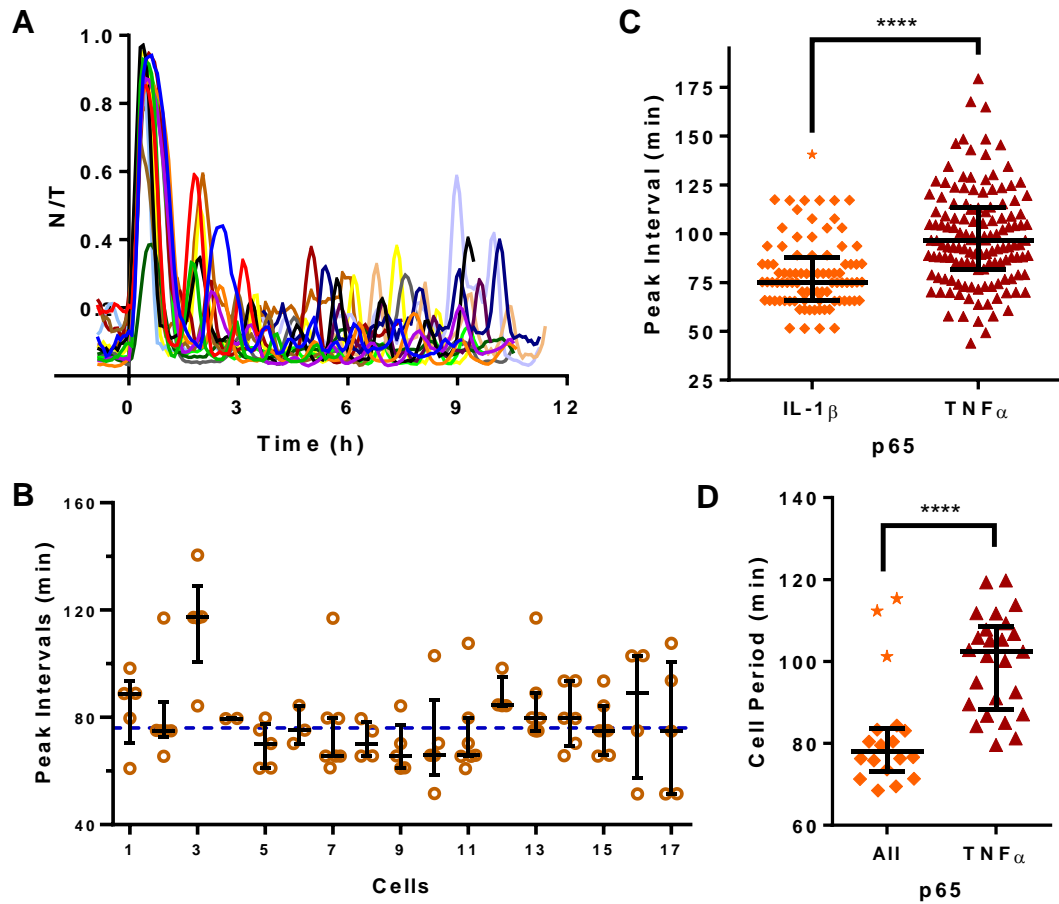 A
1.0
0.8
0.6
0.4
0.
N/T
0 3 6 9 12
Time (h)
B
160
120
80
40
Peak Intervals (min)
1 3 5 7 9 11 13 15 17
Cells
C
****
175
150
125
100
75
50
25
Peak Interval (min)
IL-1β TNFα
p65
D
****
140
120
100
80
60
Cell Period (min)
All TNFα
p65